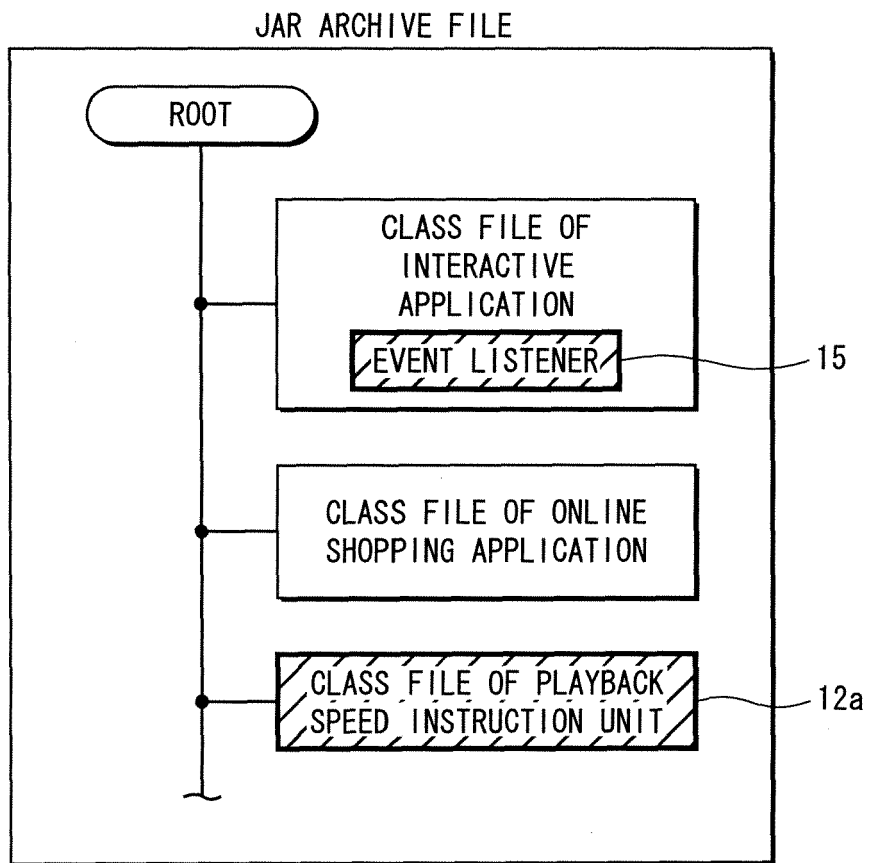 JAR ARCHIVE FILE
ROOT
CLASS FILE OF
INTERACTIVE
APPLICATION
EVENT LISTENER
15
CLASS FILE OF ONLINE
SHOPPING APPLICATION
CLASS FILE OF PLAYBACK
SPEED INSTRUCTION UNIT
12a